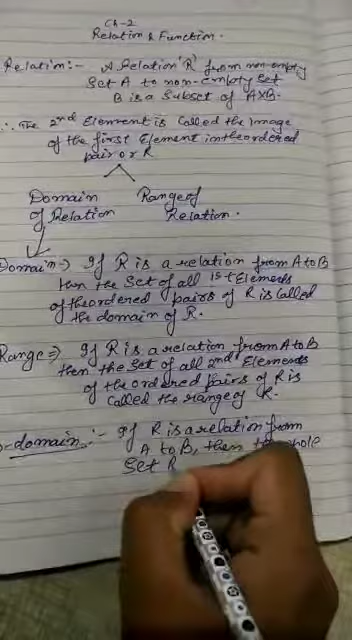 Ch-2
Relation & Function.
Relation:- A Relation 'R' from non-empty
Set A to non-empty set
B is a Subset of A×B.
∴ The 2nd Element is Called the Image
of the first Element in the ordered
pair of R
Domain Range of
of Relation Relation.
Domain→ If R is a relation from A to B
then the Set of all 1st Elements
of the ordered pairs of R is called
the domain of R.
Range⇒ If R is a relation from A to B
then the Set of all 2nd Elements
of the ordered Pairs of R is
Called the range of R.
-domain:- If R is a relation from
A to B, then the whole
Set